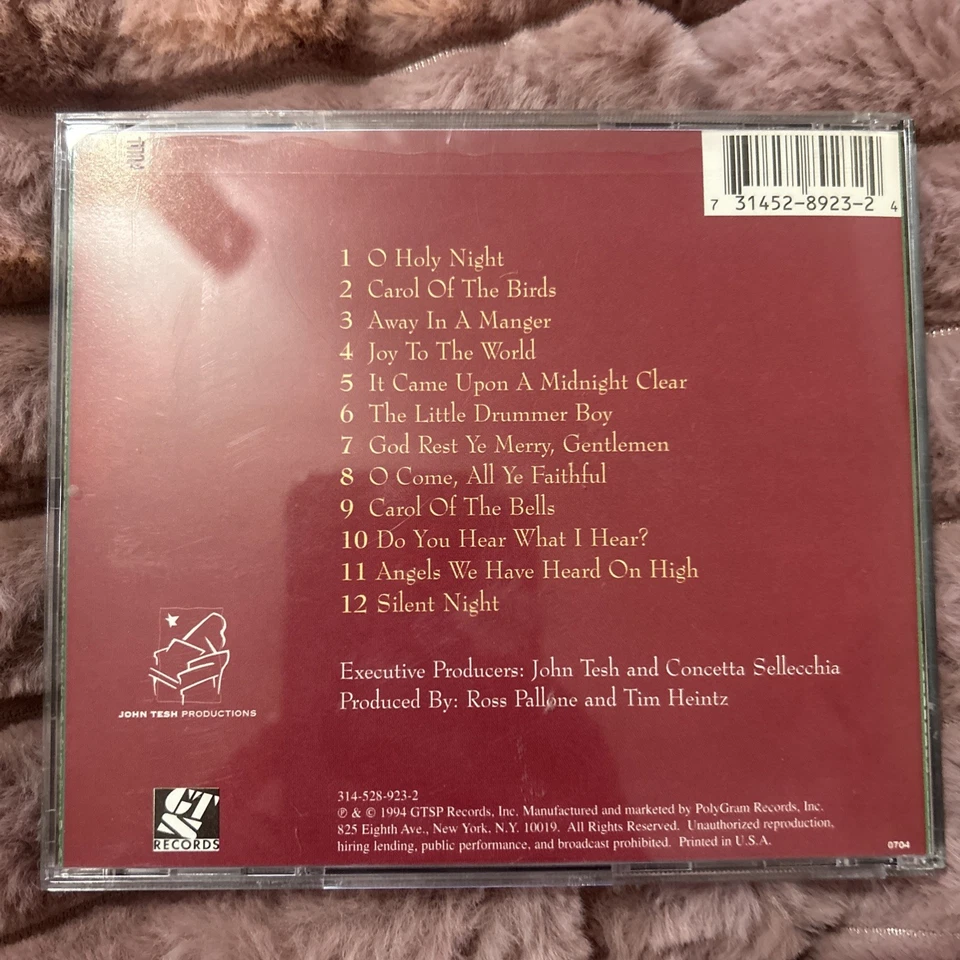 7 31452-8923-2 4
1 O Holy Night
2 Carol Of The Birds
3 Away In A Manger
4 Joy To The World
5 It Came Upon A Midnight Clear
6 The Little Drummer Boy
7 God Rest Ye Merry, Gentlemen
8 O Come, All Ye Faithful
9 Carol Of The Bells
10 Do You Hear What I Hear?
11 Angels We Have Heard On High
12 Silent Night
Executive Producers: John Tesh and Concetta Sellecchia
Produced By: Ross Pallone and Tim Heintz
JOHN TESH PRODUCTIONS
GTS
RECORDS
314-528-923-2
℗ & © 1994 GTSP Records, Inc. Manufactured and marketed by PolyGram Records, Inc.
825 Eighth Ave., New York, N.Y. 10019. All Rights Reserved. Unauthorized reproduction,
hiring lending, public performance, and broadcast prohibited. Printed in U.S.A.
0704